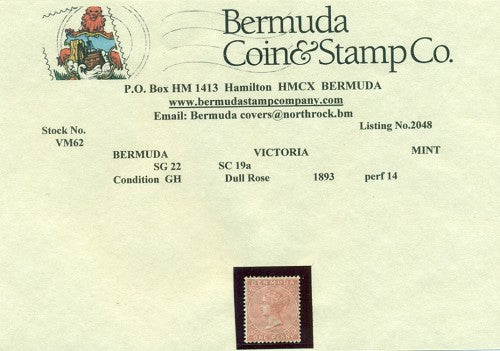 Bermuda
Coin&Stamp Co.
P.O. Box HM 1413 Hamilton HMCX BERMUDA
www.bermudastampcompany.com
Email: Bermuda covers@northrock.bm
Stock No. Listing No.2048
VM62
BERMUDA VICTORIA MINT
SG 22 SC 19a
Condition GH Dull Rose 1893 perf 14
BERMUDA
ONE PENNY